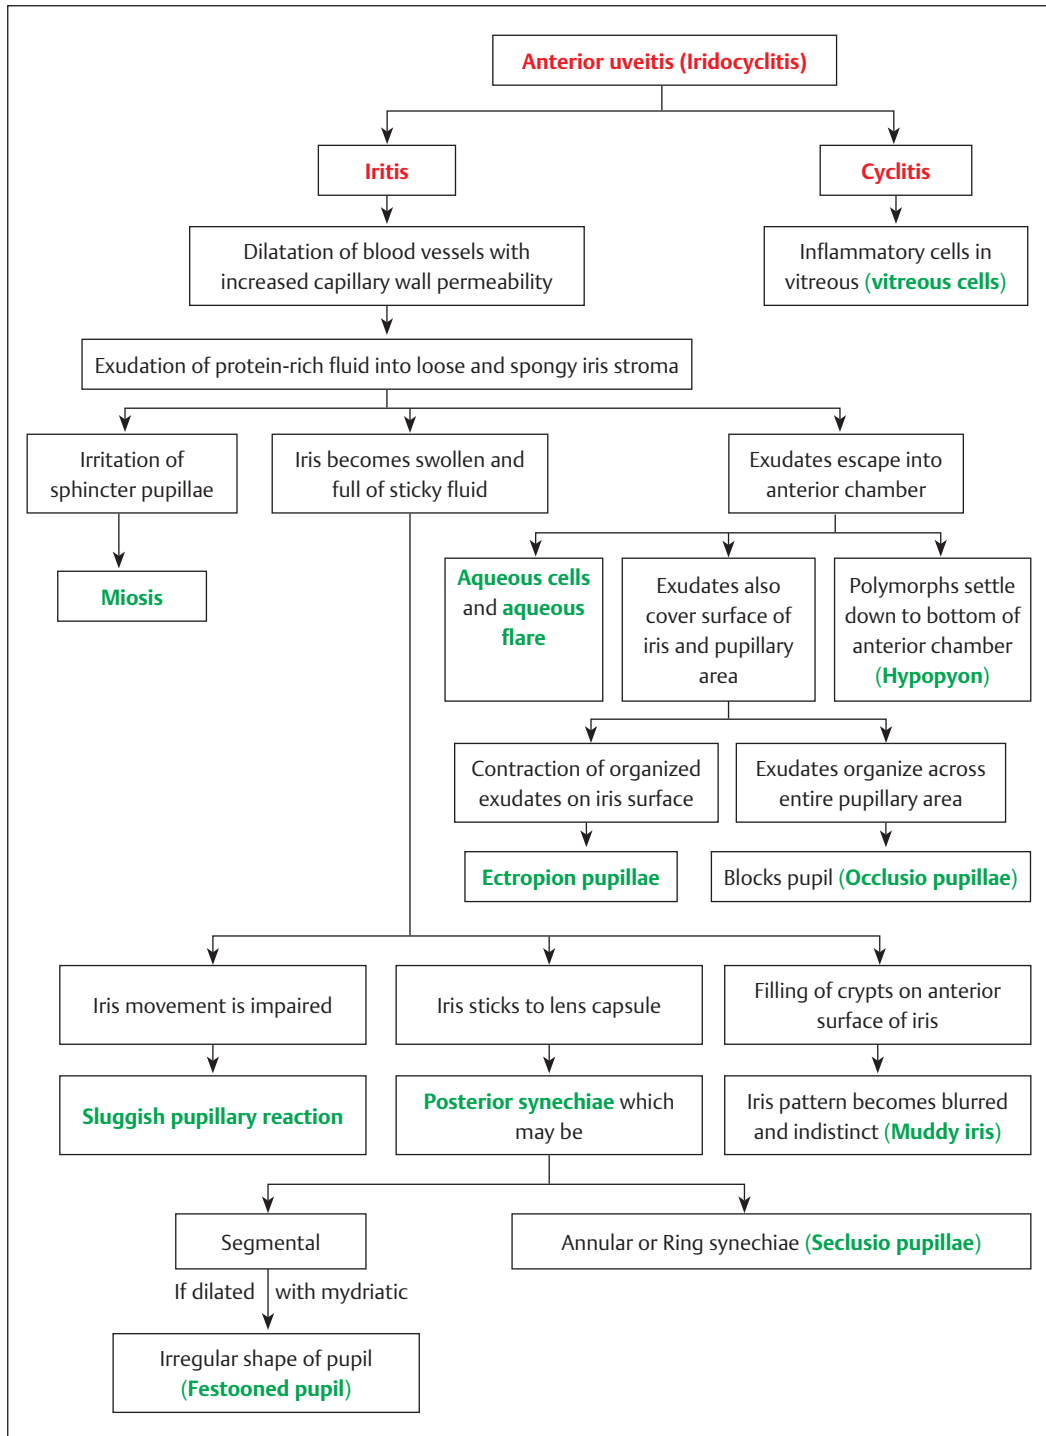 Anterior uveitis (Iridocyclitis)
Iritis
Cyclitis
Dilatation of blood vessels with
increased capillary wall permeability
Inflammatory cells in
vitreous (vitreous cells)
Exudation of protein-rich fluid into loose and spongy iris stroma
Irritation of
sphincter pupillae
Iris becomes swollen and
full of sticky fluid
Exudates escape into
anterior chamber
Miosis
Aqueous cells
and aqueous
flare
Exudates also
cover surface of
iris and pupillary
area
Polymorphs settle
down to bottom of
anterior chamber
(Hypopyon)
Contraction of organized
exudates on iris surface
Exudates organize across
entire pupillary area
Ectropion pupillae
Blocks pupil (Occlusio pupillae)
Iris movement is impaired
Iris sticks to lens capsule
Filling of crypts on anterior
surface of iris
Sluggish pupillary reaction
Posterior synechiae which
may be
Iris pattern becomes blurred
and indistinct (Muddy iris)
Segmental
Annular or Ring synechiae (Seclusio pupillae)
If dilated with mydriatic
Irregular shape of pupil
(Festooned pupil)